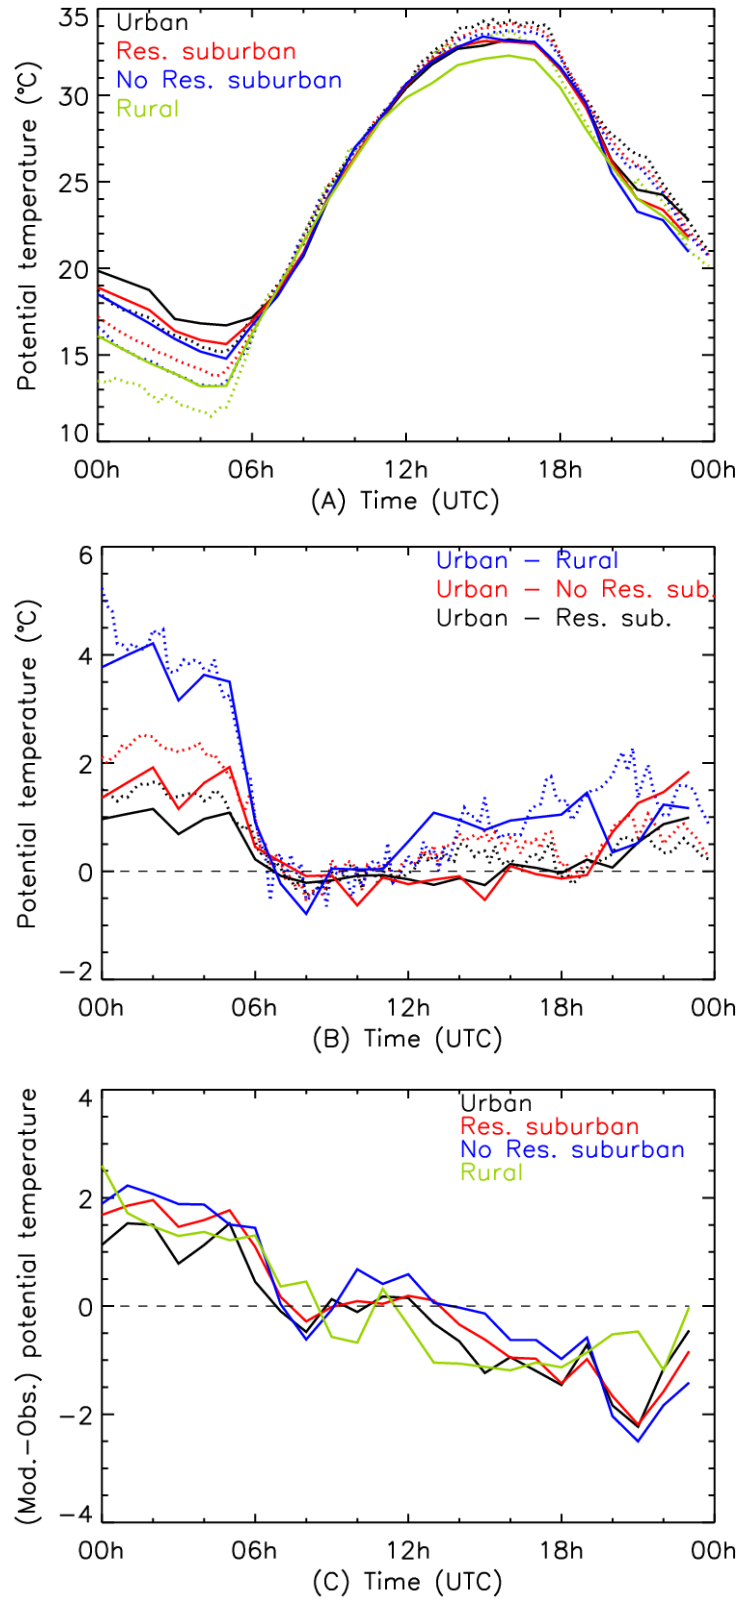 35
Urban
Res. suburban
No Res. suburban
Rural
30
25
20
15
10
Potential temperature (°C)
00h 06h 12h 18h 00h
(A) Time (UTC)
6
Urban – Rural
Urban – No Res. sub.
Urban – Res. sub.
4
2
0
−2
Potential temperature (°C)
00h 06h 12h 18h 00h
(B) Time (UTC)
4
Urban
Res. suburban
No Res. suburban
Rural
2
0
−2
−4
(Mod.−Obs.) potential temperature
00h 06h 12h 18h 00h
(C) Time (UTC)